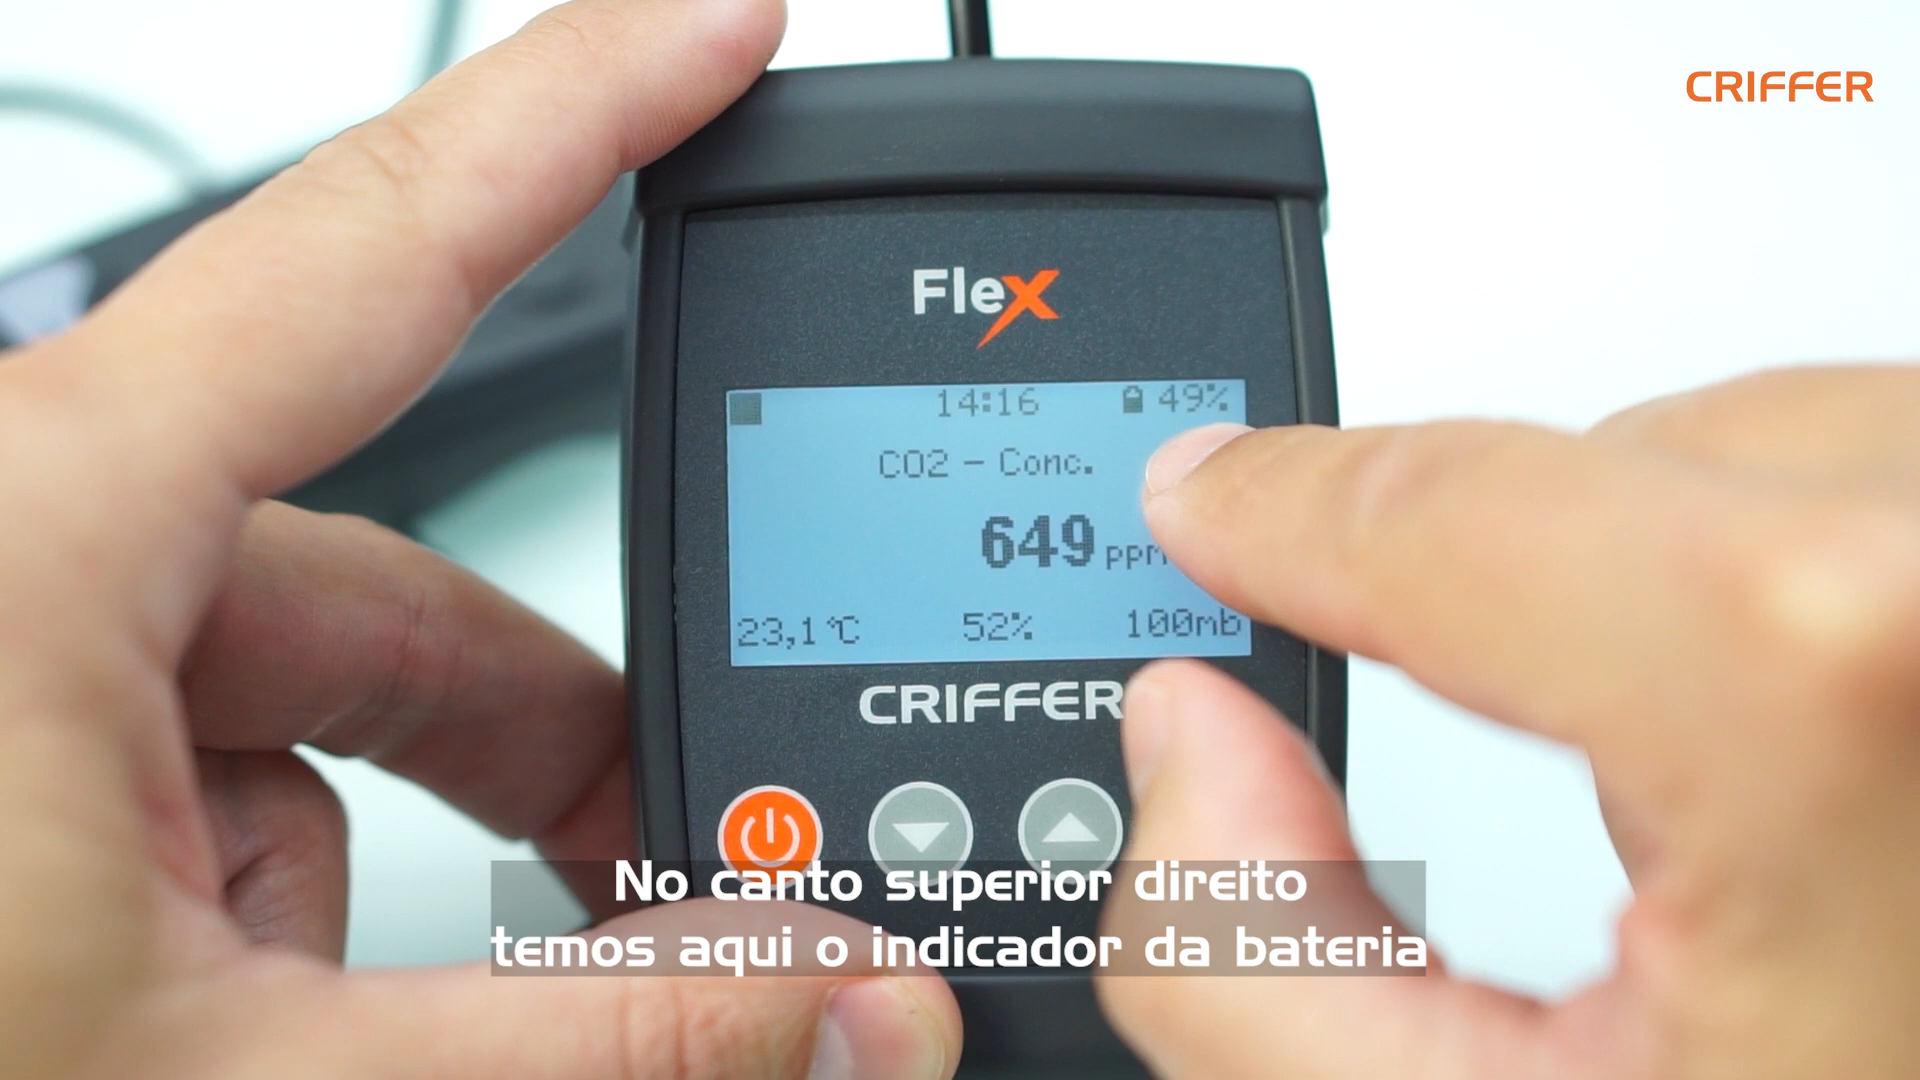 CRIFFER
Flex
14:16 49%
CO2 - Conc.
649 ppm
23,1℃ 52% 100mb
CRIFFER
No canto superior direito
temos aqui o indicador da bateria